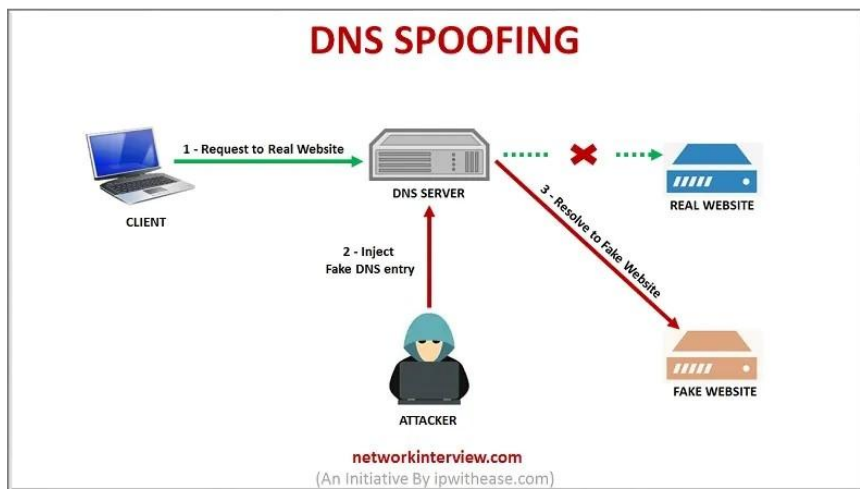 DNS SPOOFING
1 - Request to Real Website
CLIENT
DNS SERVER
REAL WEBSITE
2 - Inject
Fake DNS entry
3 - Resolve to Fake Website
ATTACKER
FAKE WEBSITE
networkinterview.com
(An Initiative By ipwithease.com)